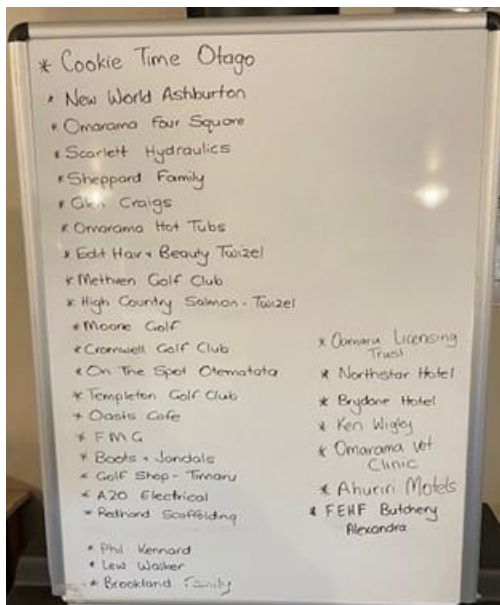 * Cookie Time Otago
* New World Ashburton
* Omarama Four Square
* Scarlett Hydraulics
* Sheppard Family
* Glen Craigs
* Omarama Hot Tubs
* Edit Hair + Beauty Twizel
* Methven Golf Club
* High Country Salmon - Twizel
* Moore Golf
* Cromwell Golf Club
* On The Spot Otematata
* Templeton Golf Club
* Oasis Cafe
* FMG
* Boots + Jandals
* Golf Shop - Timaru
* A20 Electrical
* Redhand Scaffolding
* Phil Kennard
* Lew Walker
* Brookland Family
* Oamaru Licensing
Trust
* Northstar Hotel
* Brydone Hotel
* Ken Wigley
* Omarama Vet
Clinic
* Ahuriri Motels
* FEHF Butchery
Alexandra